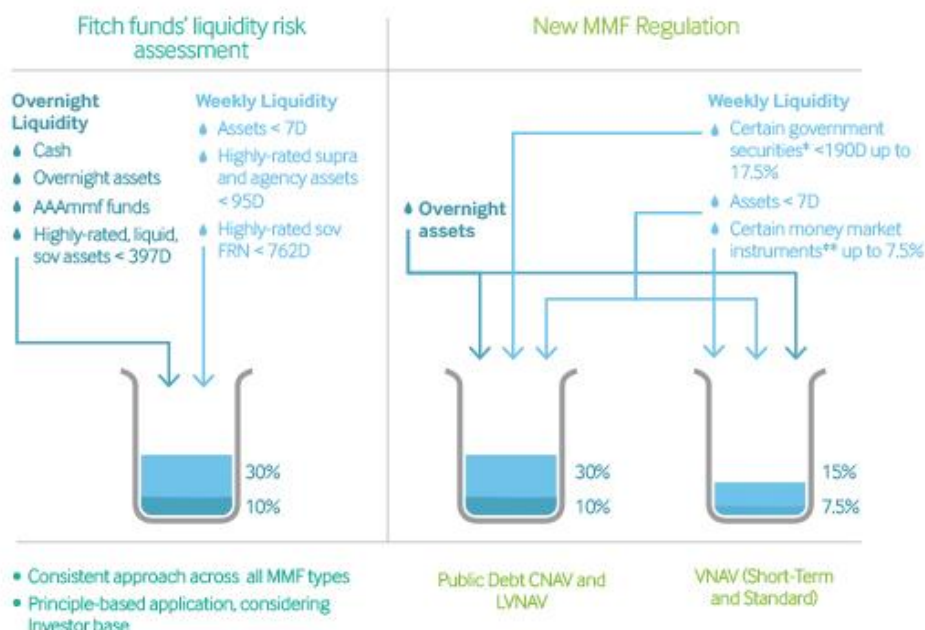 Fitch funds' liquidity risk
assessment
New MMF Regulation
Overnight
Liquidity
Cash
Overnight assets
AAAmmf funds
Highly-rated, liquid,
sov assets < 397D
Weekly Liquidity
Assets < 7D
Highly-rated supra
and agency assets
< 95D
Highly-rated sov
FRN < 762D
Overnight
assets
Weekly Liquidity
Certain government
securities* <190D up to
17.5%
Assets < 7D
Certain money market
instruments** up to 7.5%
30%
10%
30%
10%
15%
7.5%
• Consistent approach across all MMF types
• Principle-based application, considering
Investor base
Public Debt CNAV and
LVNAV
VNAV (Short-Term
and Standard)